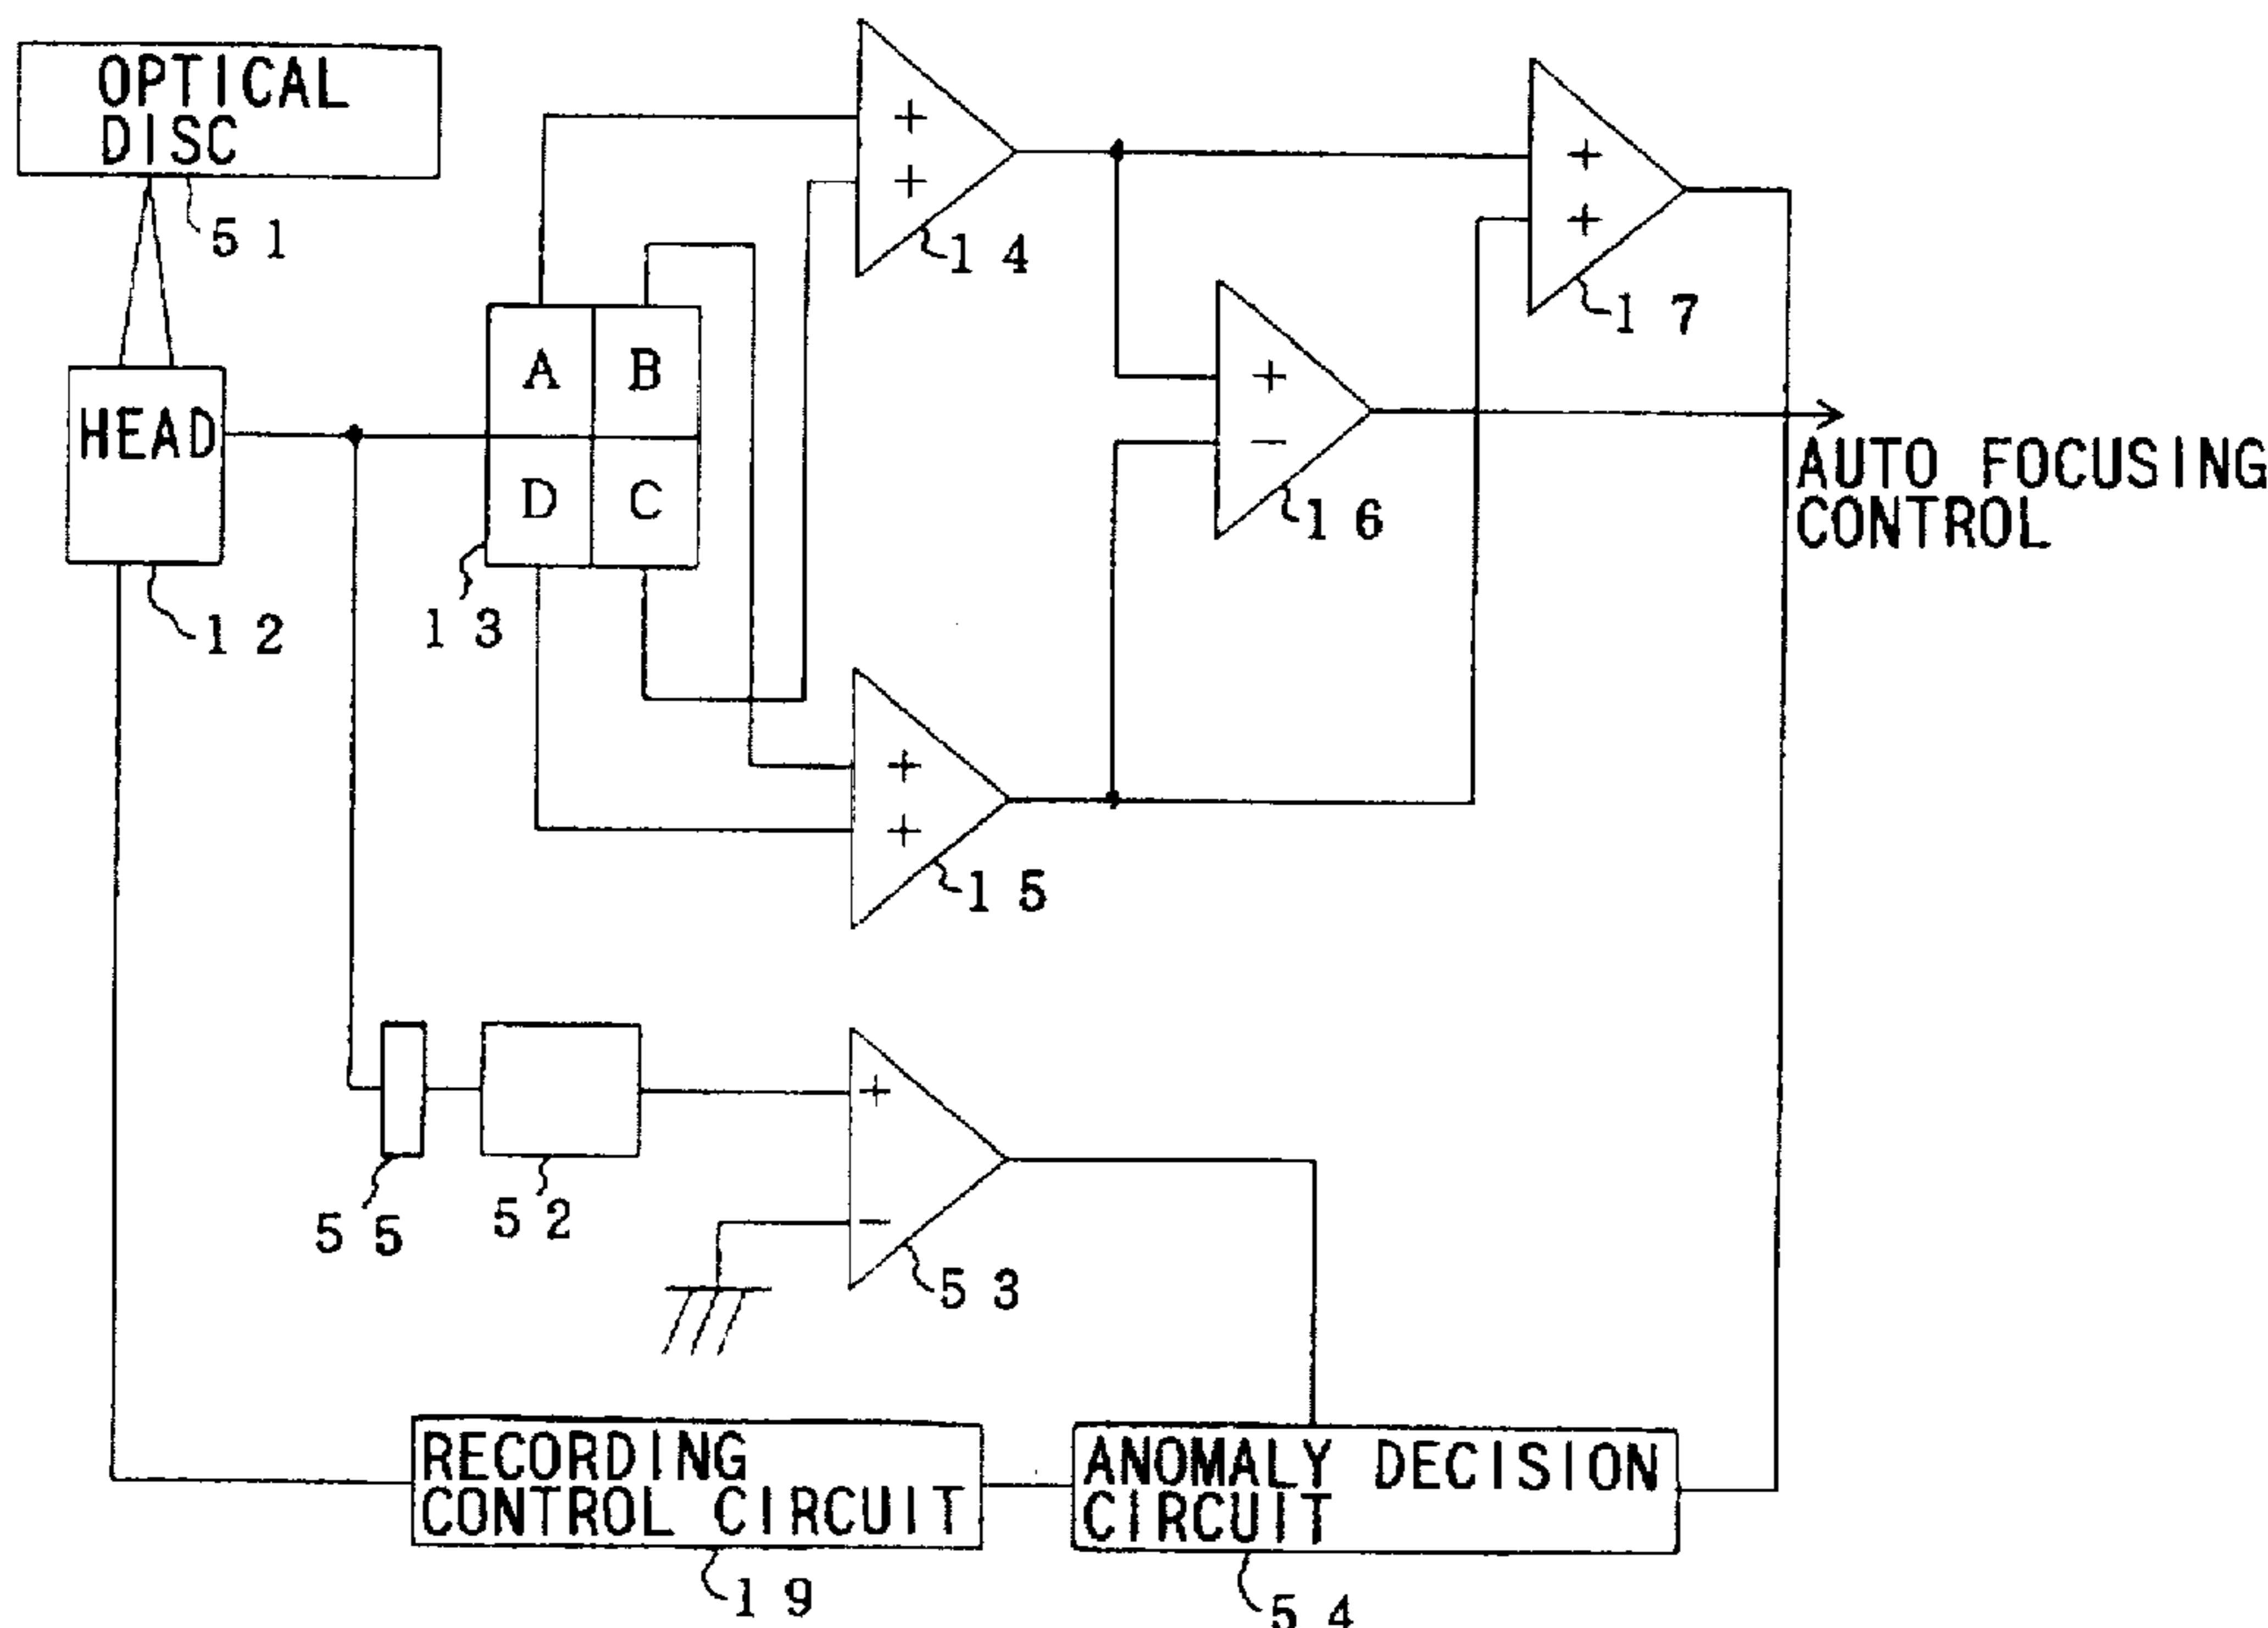 OPTICAL
DISC
51
HEAD
12
A
B
D
C
13
+
+
14
+
+
15
+
−
16
+
+
17
AUTO FOCUSING
CONTROL
55
52
+
−
53
RECORDING
CONTROL CIRCUIT
19
ANOMALY DECISION
CIRCUIT
54